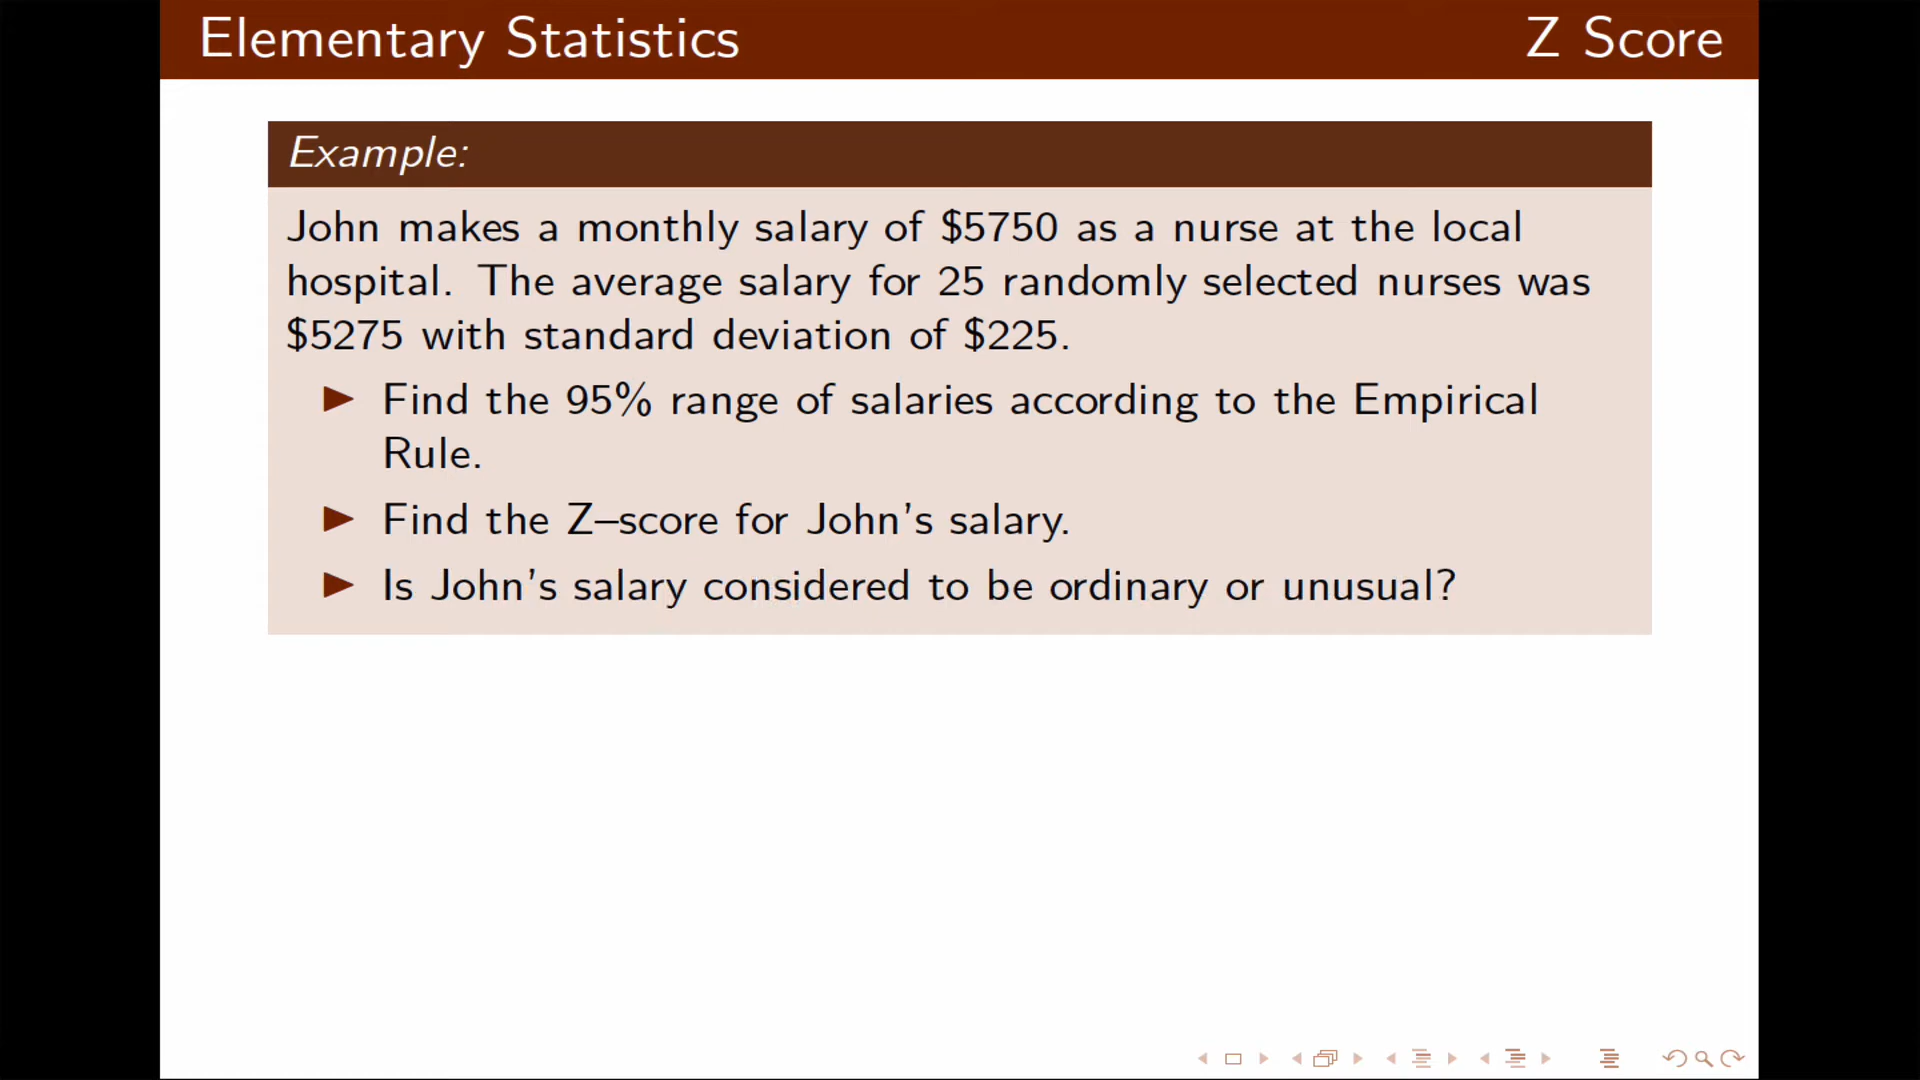 Elementary Statistics Z Score
Example:
John makes a monthly salary of $5750 as a nurse at the local
hospital. The average salary for 25 randomly selected nurses was
$5275 with standard deviation of $225.
Find the 95% range of salaries according to the Empirical
Rule.
Find the Z–score for John's salary.
Is John's salary considered to be ordinary or unusual?